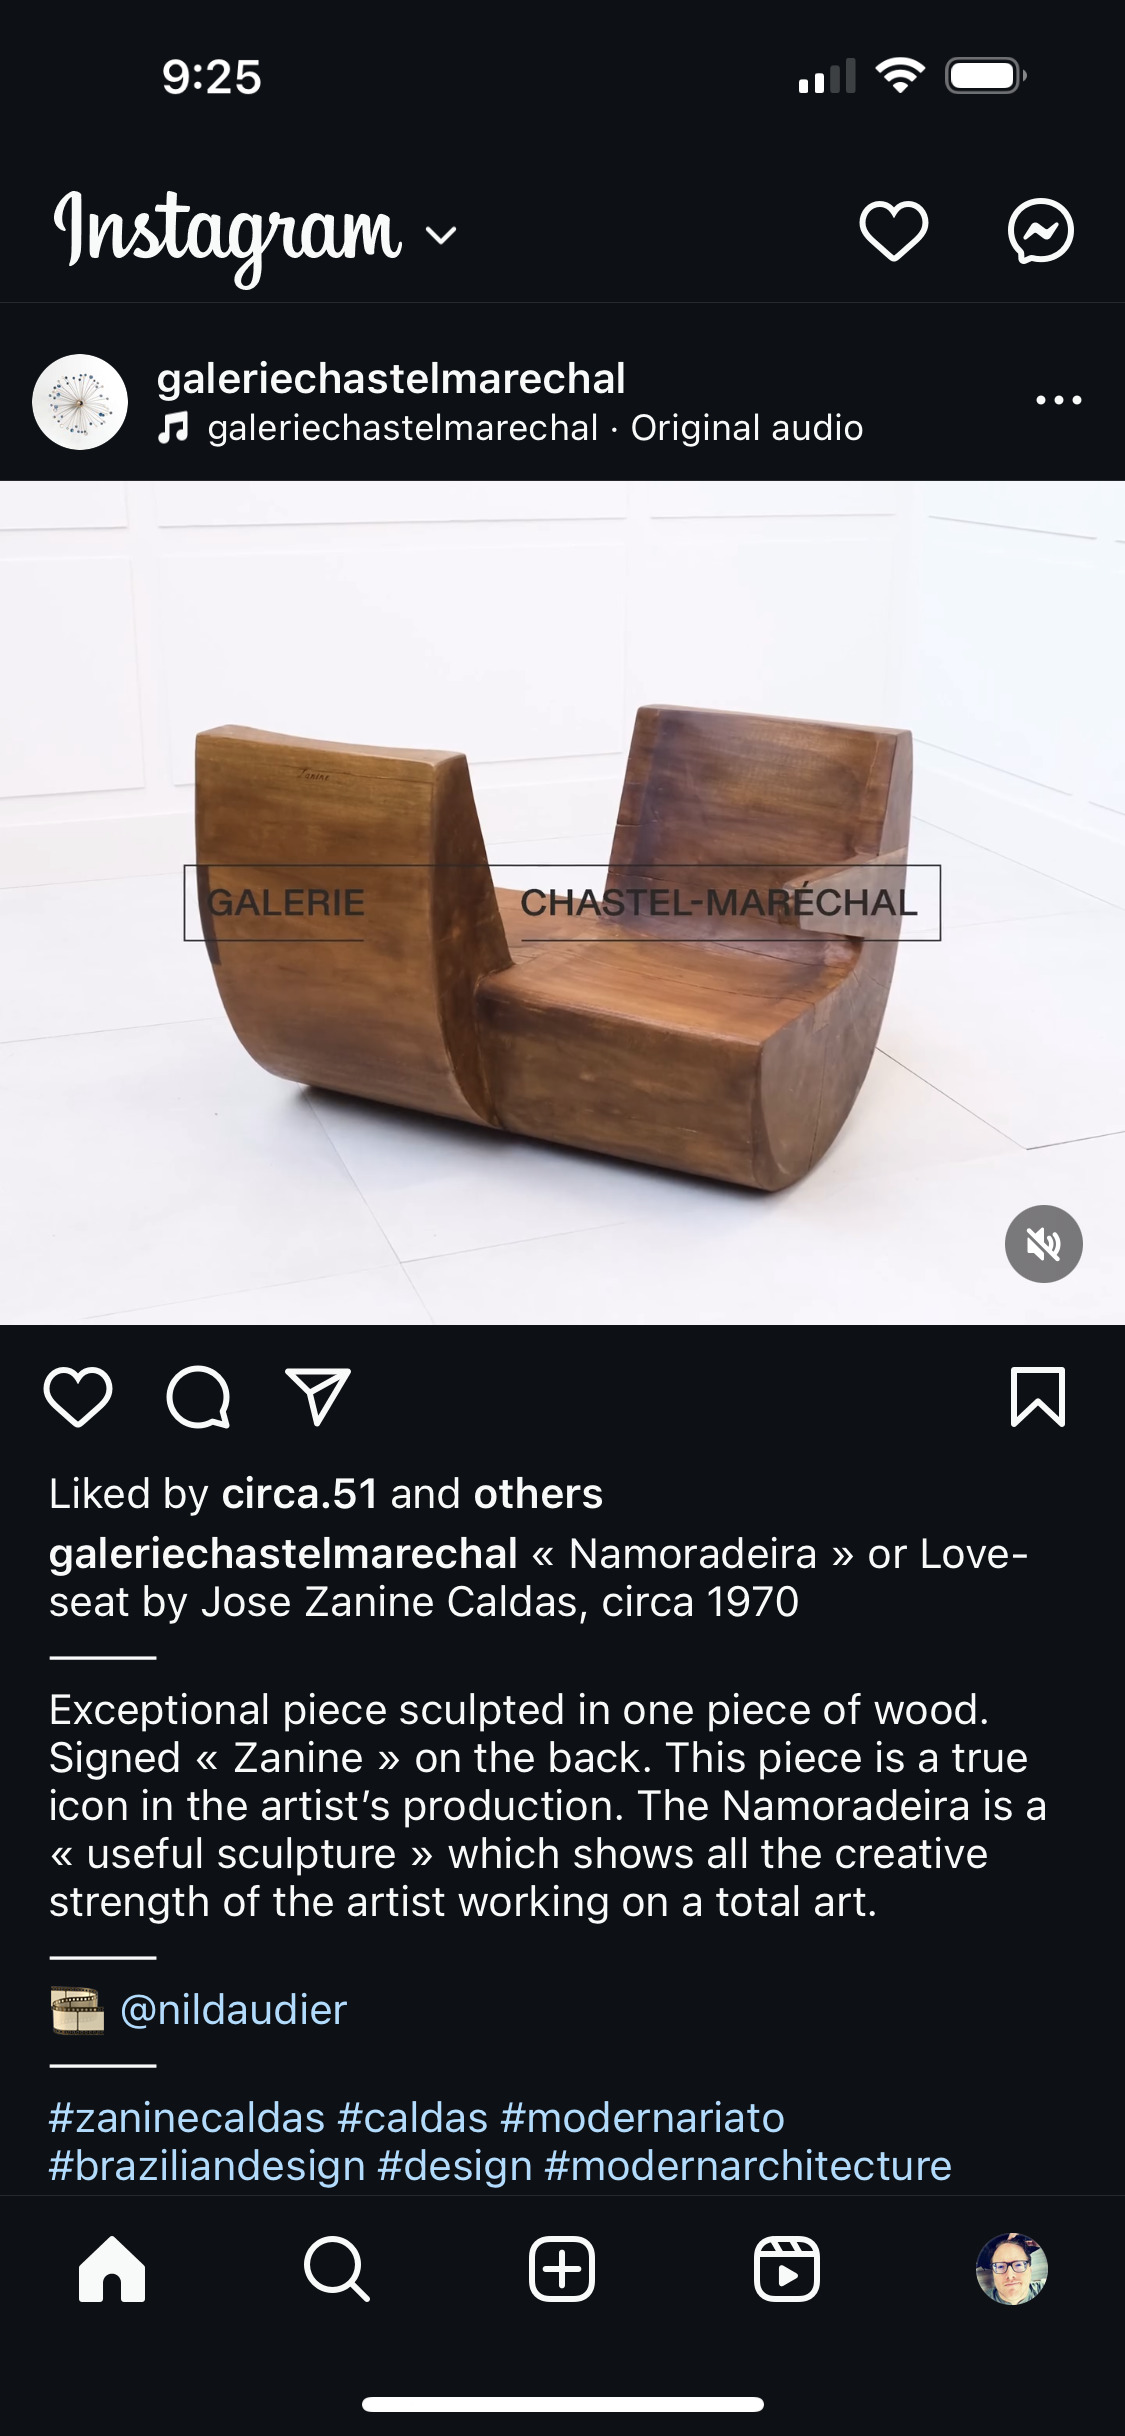 9:25
Instagram
galeriechastelmarechal
galeriechastelmarechal · Original audio
Zanine
GALERIE CHASTEL-MARÉCHAL
Liked by circa.51 and others
galeriechastelmarechal « Namoradeira » or Love-
seat by Jose Zanine Caldas, circa 1970
Exceptional piece sculpted in one piece of wood.
Signed « Zanine » on the back. This piece is a true
icon in the artist’s production. The Namoradeira is a
« useful sculpture » which shows all the creative
strength of the artist working on a total art.
@nildaudier
#zaninecaldas #caldas #modernariato
#braziliandesign #design #modernarchitecture